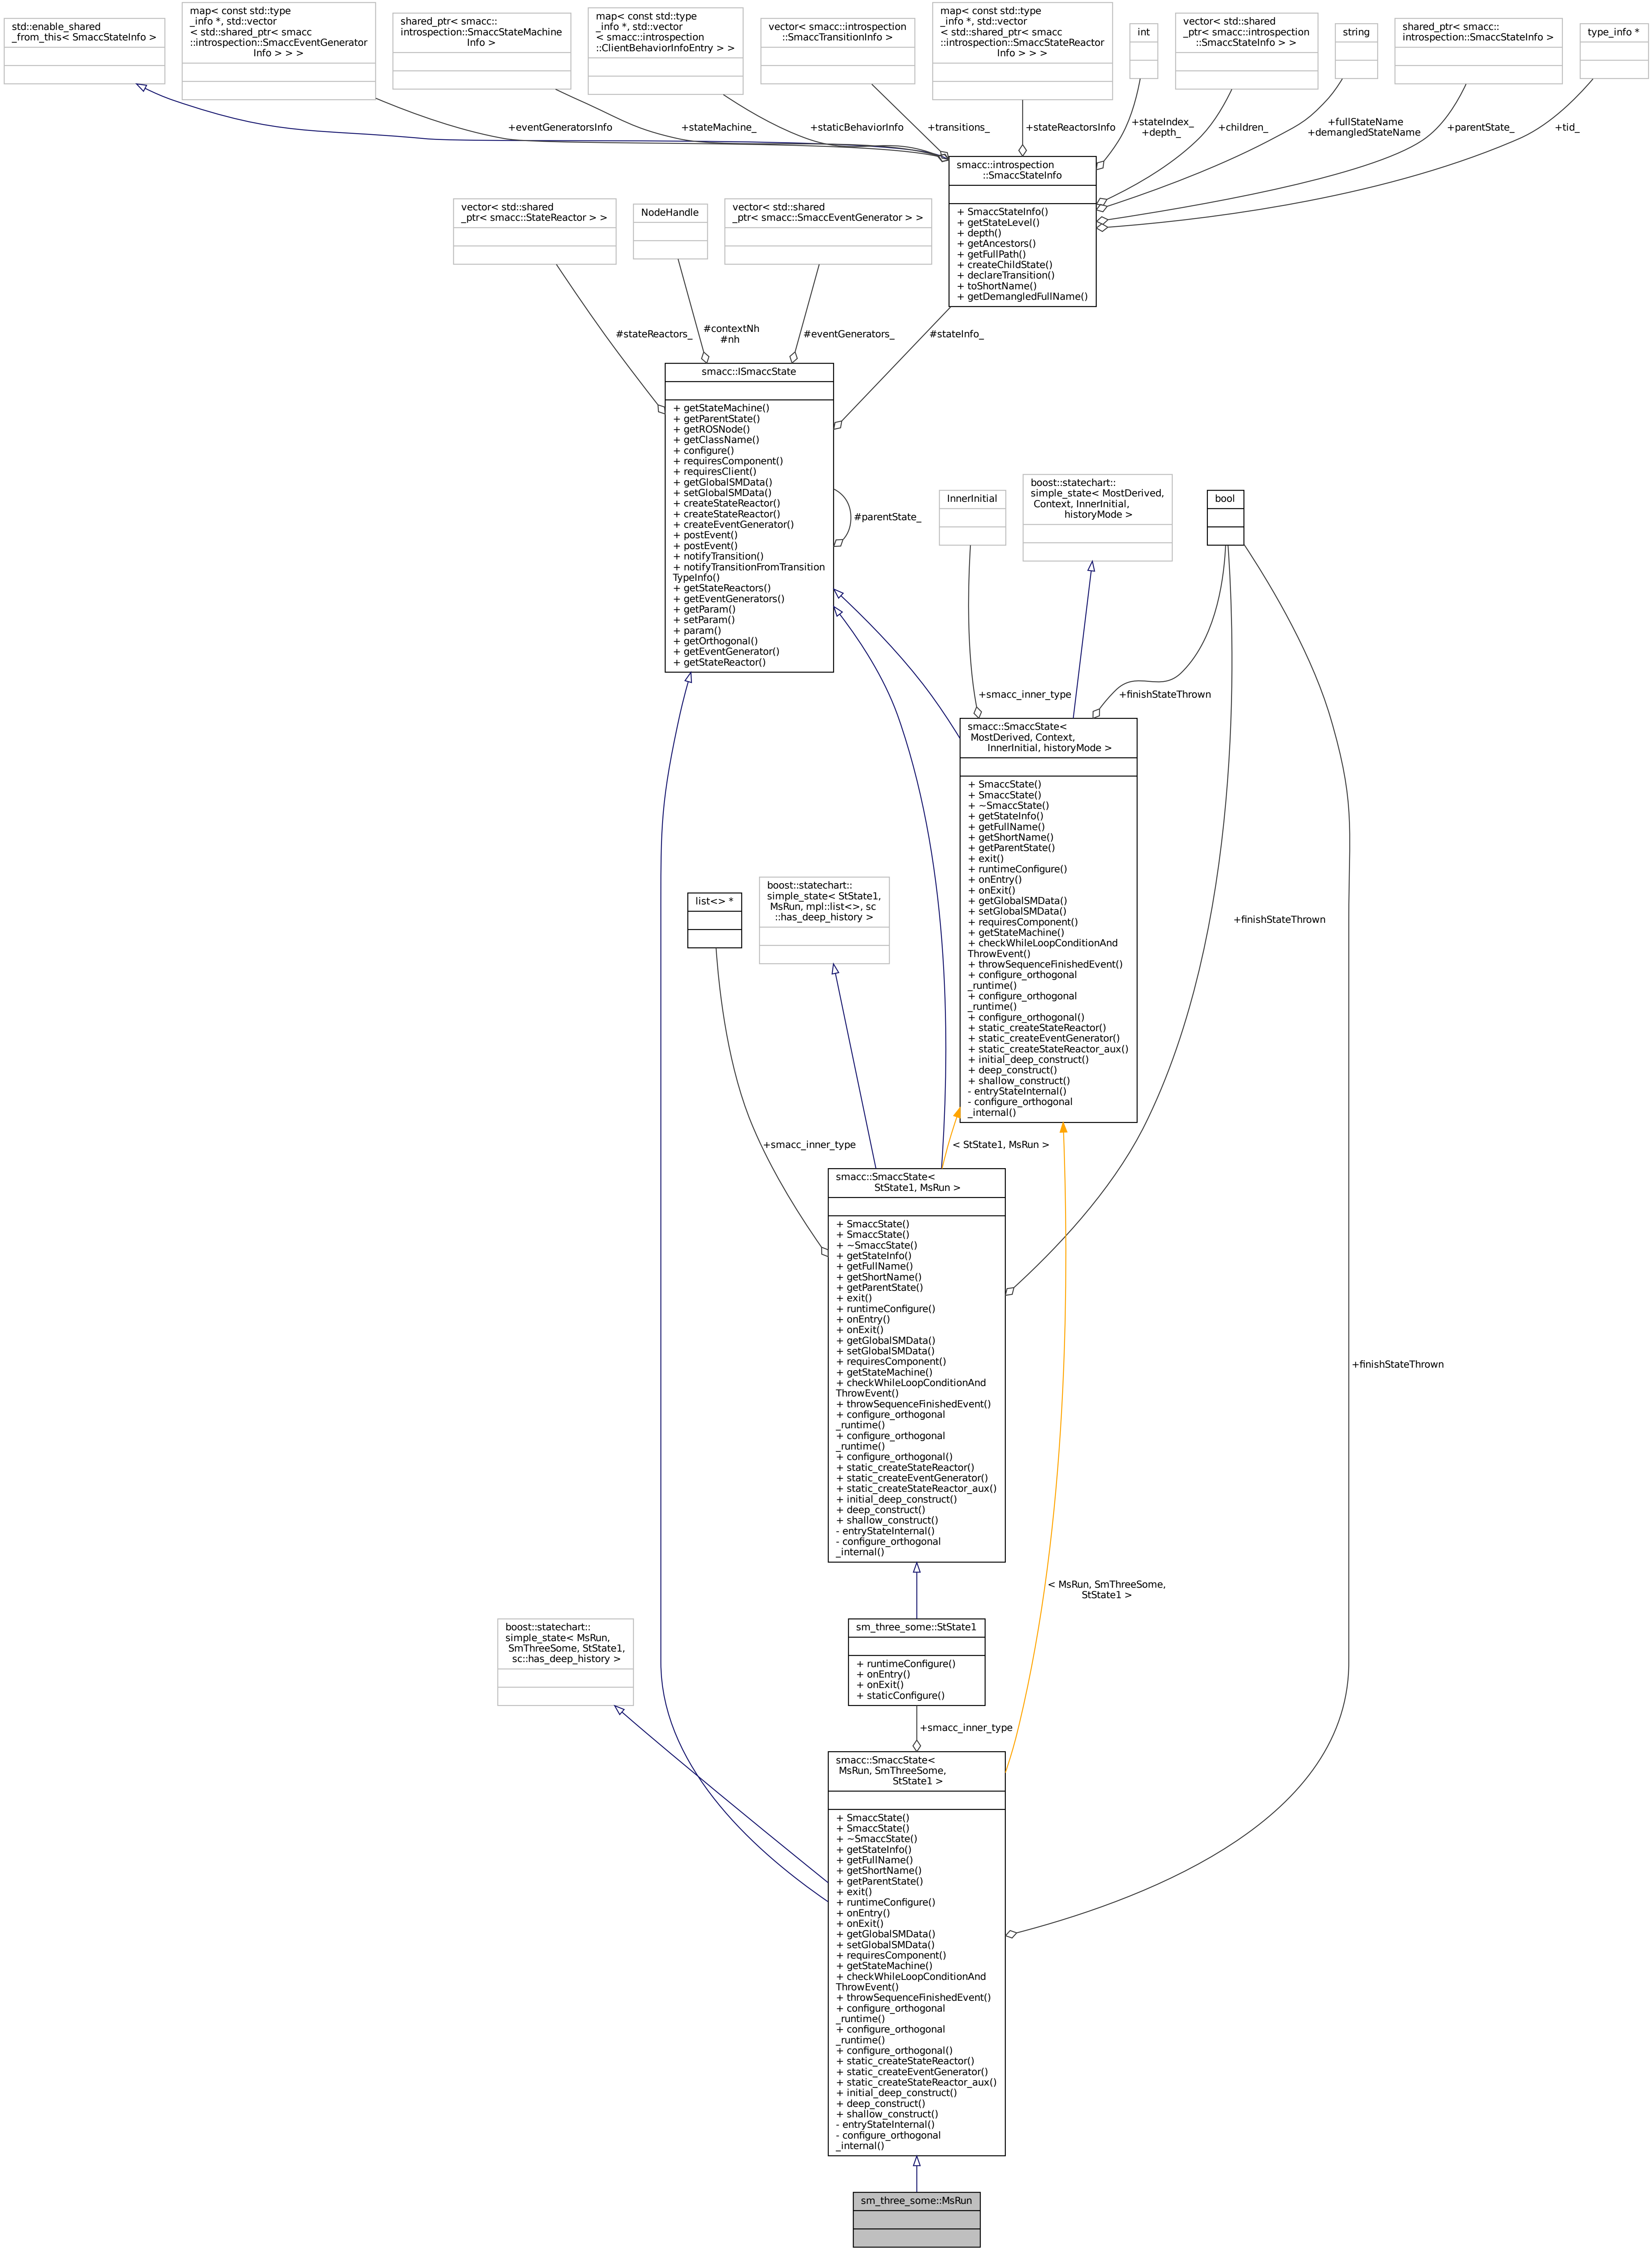 std::enable_shared
_from_this< SmaccStateInfo >
map< const std::type
_info *, std::vector
< std::shared_ptr< smacc
::introspection::SmaccEventGenerator
Info > > >
shared_ptr< smacc::
introspection::SmaccStateMachine
Info >
map< const std::type
_info *, std::vector
< smacc::introspection
::ClientBehaviorInfoEntry > >
vector< smacc::introspection
::SmaccTransitionInfo >
map< const std::type
_info *, std::vector
< std::shared_ptr< smacc
::introspection::SmaccStateReactor
Info > > >
int
vector< std::shared
_ptr< smacc::introspection
::SmaccStateInfo > >
string
shared_ptr< smacc::
introspection::SmaccStateInfo >
type_info *
+eventGeneratorsInfo
+stateMachine_
+staticBehaviorInfo
+transitions_
+stateReactorsInfo
+stateIndex_
+depth_
+children_
+fullStateName
+demangledStateName
+parentState_
+tid_
smacc::introspection
::SmaccStateInfo
+ SmaccStateInfo()
+ getStateLevel()
+ depth()
+ getAncestors()
+ getFullPath()
+ createChildState()
+ declareTransition()
+ toShortName()
+ getDemangledFullName()
vector< std::shared
_ptr< smacc::StateReactor > >
NodeHandle
vector< std::shared
_ptr< smacc::SmaccEventGenerator > >
#stateReactors_
#contextNh
#nh
#eventGenerators_
#stateInfo_
smacc::ISmaccState
+ getStateMachine()
+ getParentState()
+ getROSNode()
+ getClassName()
+ configure()
+ requiresComponent()
+ requiresClient()
+ getGlobalSMData()
+ setGlobalSMData()
+ createStateReactor()
+ createStateReactor()
+ createEventGenerator()
+ postEvent()
+ postEvent()
+ notifyTransition()
+ notifyTransitionFromTransition
TypeInfo()
+ getStateReactors()
+ getEventGenerators()
+ getParam()
+ setParam()
+ param()
+ getOrthogonal()
+ getEventGenerator()
+ getStateReactor()
#parentState_
InnerInitial
boost::statechart::
simple_state< MostDerived,
Context, InnerInitial,
historyMode >
bool
+smacc_inner_type
+finishStateThrown
smacc::SmaccState<
MostDerived, Context,
InnerInitial, historyMode >
+ SmaccState()
+ SmaccState()
+ ~SmaccState()
+ getStateInfo()
+ getFullName()
+ getShortName()
+ getParentState()
+ exit()
+ runtimeConfigure()
+ onEntry()
+ onExit()
+ getGlobalSMData()
+ setGlobalSMData()
+ requiresComponent()
+ getStateMachine()
+ checkWhileLoopConditionAnd
ThrowEvent()
+ throwSequenceFinishedEvent()
+ configure_orthogonal
_runtime()
+ configure_orthogonal
_runtime()
+ configure_orthogonal()
+ static_createStateReactor()
+ static_createEventGenerator()
+ static_createStateReactor_aux()
+ initial_deep_construct()
+ deep_construct()
+ shallow_construct()
- entryStateInternal()
- configure_orthogonal
_internal()
list<> *
boost::statechart::
simple_state< StState1,
MsRun, mpl::list<>, sc
::has_deep_history >
+finishStateThrown
+smacc_inner_type
< StState1, MsRun >
smacc::SmaccState<
StState1, MsRun >
+ SmaccState()
+ SmaccState()
+ ~SmaccState()
+ getStateInfo()
+ getFullName()
+ getShortName()
+ getParentState()
+ exit()
+ runtimeConfigure()
+ onEntry()
+ onExit()
+ getGlobalSMData()
+ setGlobalSMData()
+ requiresComponent()
+ getStateMachine()
+ checkWhileLoopConditionAnd
ThrowEvent()
+ throwSequenceFinishedEvent()
+ configure_orthogonal
_runtime()
+ configure_orthogonal
_runtime()
+ configure_orthogonal()
+ static_createStateReactor()
+ static_createEventGenerator()
+ static_createStateReactor_aux()
+ initial_deep_construct()
+ deep_construct()
+ shallow_construct()
- entryStateInternal()
- configure_orthogonal
_internal()
+finishStateThrown
< MsRun, SmThreeSome,
StState1 >
boost::statechart::
simple_state< MsRun,
SmThreeSome, StState1,
sc::has_deep_history >
sm_three_some::StState1
+ runtimeConfigure()
+ onEntry()
+ onExit()
+ staticConfigure()
+smacc_inner_type
smacc::SmaccState<
MsRun, SmThreeSome,
StState1 >
+ SmaccState()
+ SmaccState()
+ ~SmaccState()
+ getStateInfo()
+ getFullName()
+ getShortName()
+ getParentState()
+ exit()
+ runtimeConfigure()
+ onEntry()
+ onExit()
+ getGlobalSMData()
+ setGlobalSMData()
+ requiresComponent()
+ getStateMachine()
+ checkWhileLoopConditionAnd
ThrowEvent()
+ throwSequenceFinishedEvent()
+ configure_orthogonal
_runtime()
+ configure_orthogonal
_runtime()
+ configure_orthogonal()
+ static_createStateReactor()
+ static_createEventGenerator()
+ static_createStateReactor_aux()
+ initial_deep_construct()
+ deep_construct()
+ shallow_construct()
- entryStateInternal()
- configure_orthogonal
_internal()
sm_three_some::MsRun